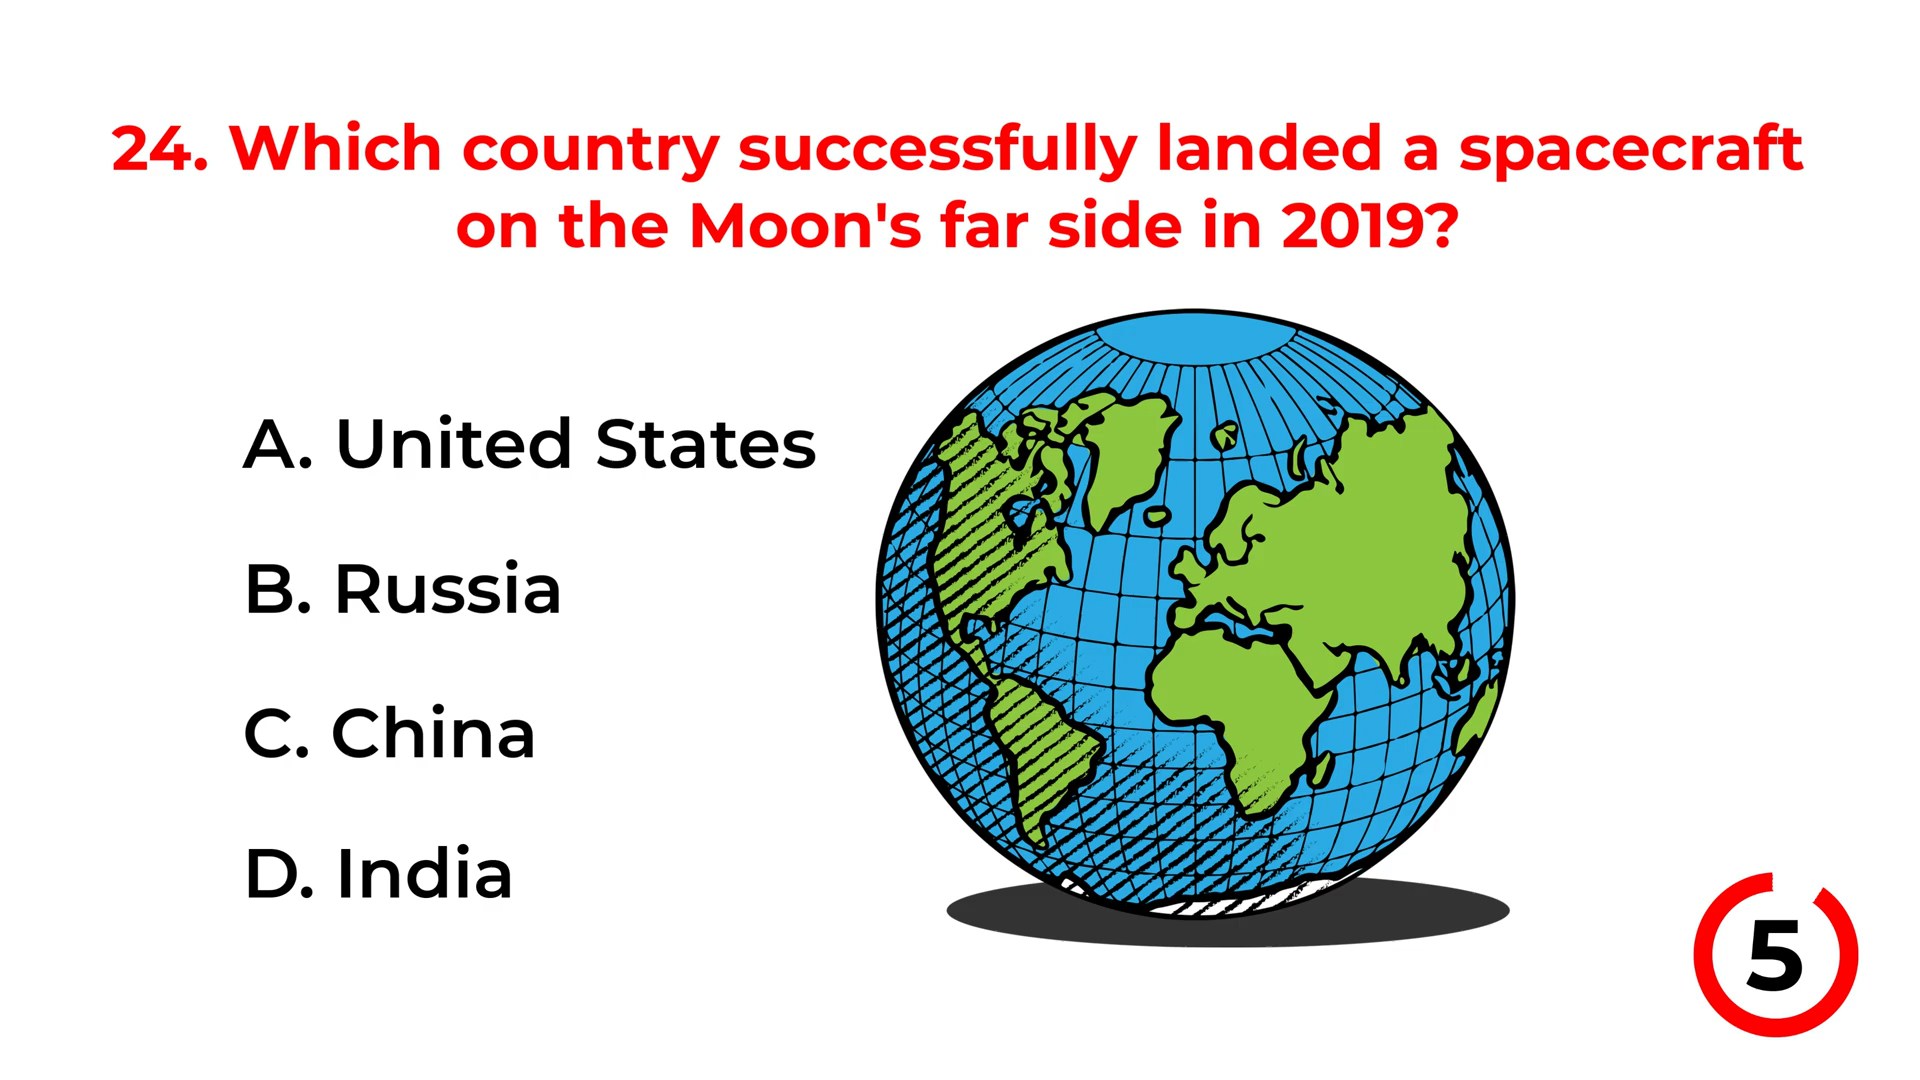 24. Which country successfully landed a spacecraft
on the Moon's far side in 2019?
A. United States
B. Russia
C. China
D. India
5